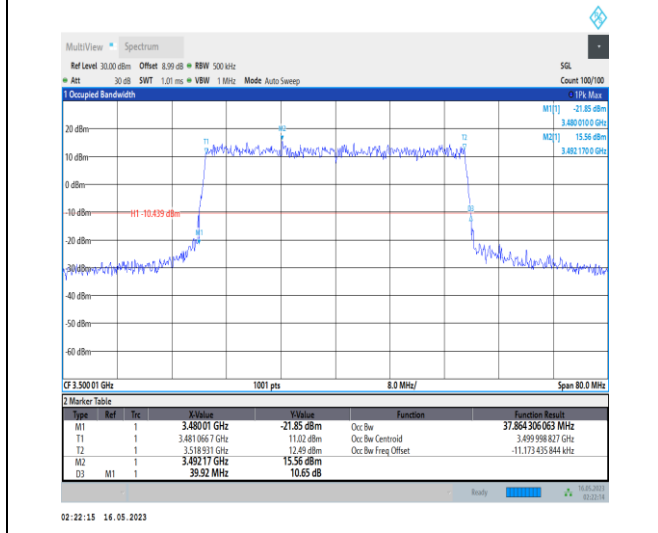 MultiView Spectrum
Ref Level 30.00 dBm Offset 8.99 dB RBW 500 kHz SGL
Att 30 dB SWT 1.01 ms VBW 1 MHz Mode Auto Sweep Count 100/100
1 Occupied Bandwidth 1Pk Max
M1[1] -21.85 dBm
3.480 010 0 GHz
M2[1] 15.56 dBm
3.492 170 0 GHz
20 dBm
M2
T1
T2
10 dBm
0 dBm
-10 dBm
H1 -10.439 dBm
D3
M1
-20 dBm
-30 dBm
-40 dBm
-50 dBm
-60 dBm
CF 3.500 01 GHz 1001 pts 8.0 MHz/ Span 80.0 MHz
2 Marker Table
Type Ref Trc X-Value Y-Value Function Function Result
M1 1 3.48001 GHz -21.85 dBm Occ Bw 37.864 306 063 MHz
T1 1 3.481 066 7 GHz 11.02 dBm Occ Bw Centroid 3.499 998 827 GHz
T2 1 3.518 931 GHz 12.49 dBm Occ Bw Freq Offset -11.173 435 844 kHz
M2 1 3.49217 GHz 15.56 dBm
D3 M1 1 39.92 MHz 10.65 dB
Ready 16.05.2023
02:22:14
02:22:15 16.05.2023